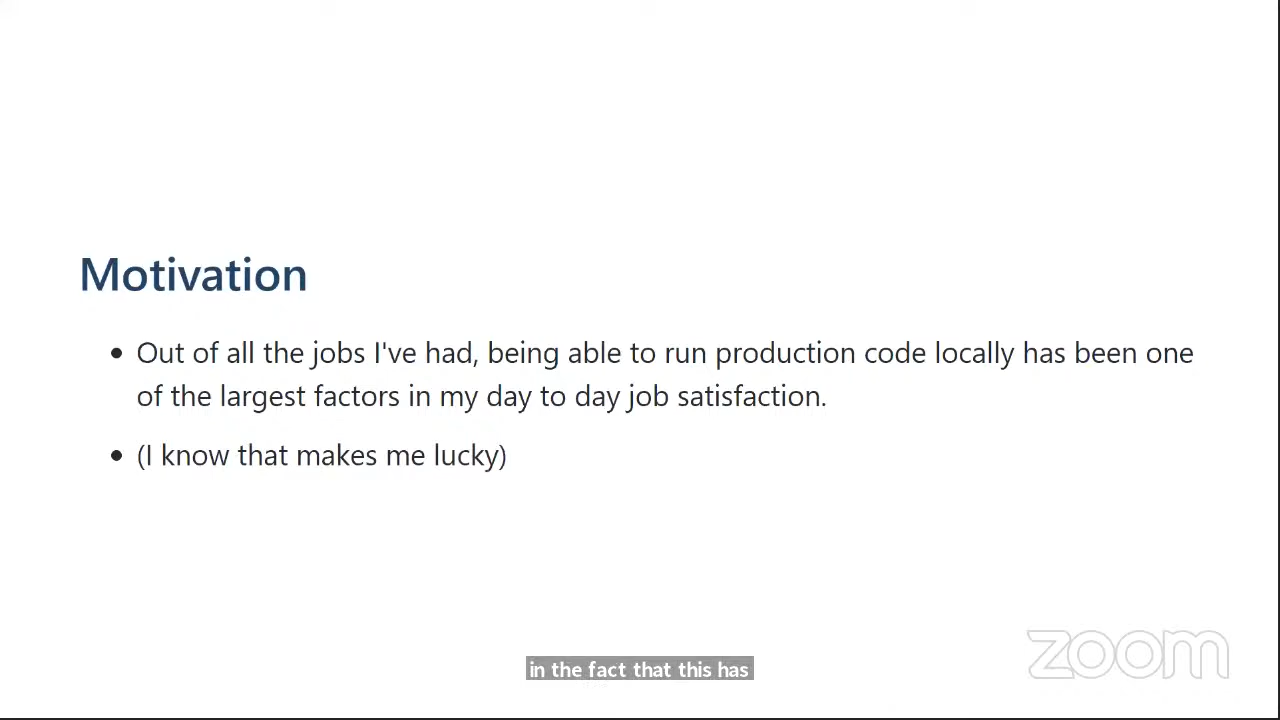 Motivation
• Out of all the jobs I've had, being able to run production code locally has been one
of the largest factors in my day to day job satisfaction.
• (I know that makes me lucky)
zoom
in the fact that this has